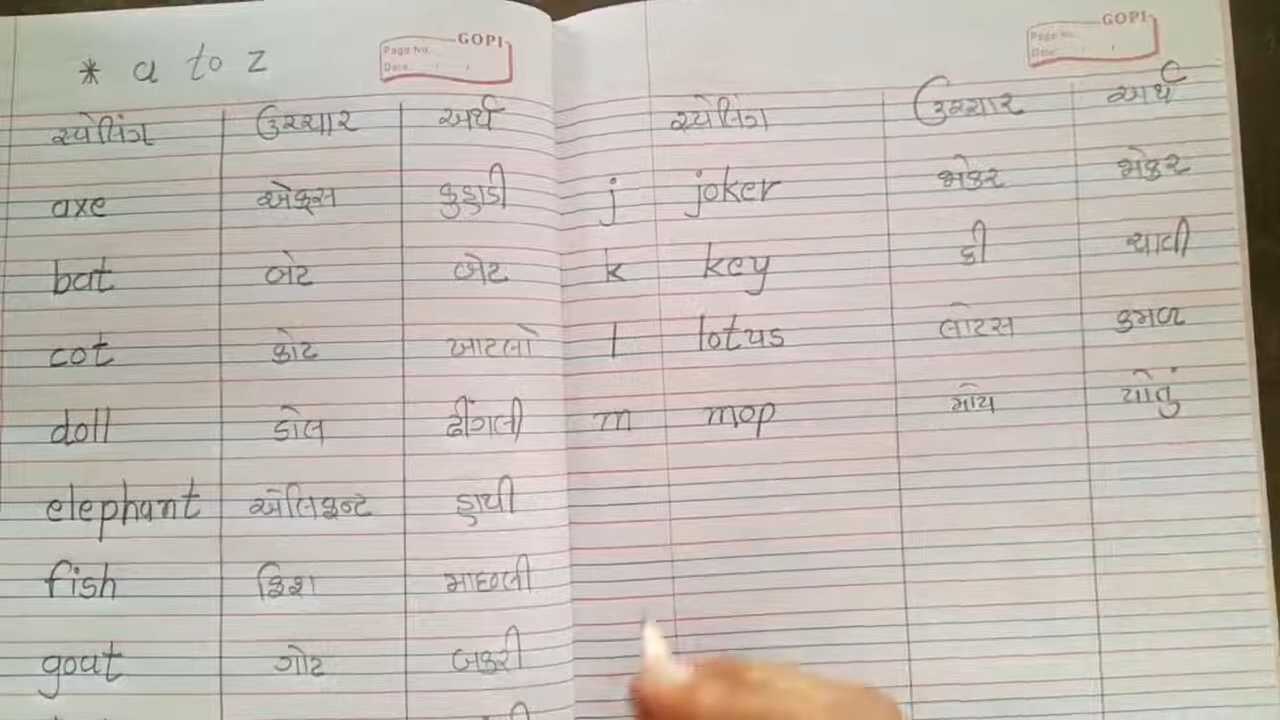 * a to z
GOPI
Page No.
Date: / /
સ્પેલિંગ ઉચ્ચાર અર્થ
axe એક્સ કુહાડી
bat બેટ બેટ
cot કોટ ખાટલો
doll ડોલ ઢીંગલી
elephant એલિફન્ટ હાથી
fish ફિશ માછલી
goat ગોટ બકરી
GOPI
Page No.
Date: / /
સ્પેલિંગ ઉચ્ચાર અર્થ
j joker જોકર જોકર
k key કી ચાવી
l lotus લોટસ કમળ
m mop મોપ પોતું